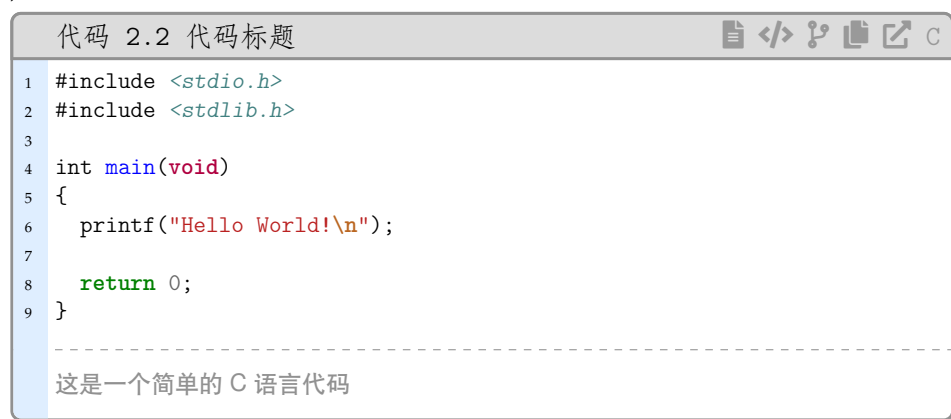 代码 2.2 代码标题 C
1 #include <stdio.h>
2 #include <stdlib.h>
3
4 int main(void)
5 {
6   printf("Hello World!\n");
7
8   return 0;
9 }
这是一个简单的 C 语言代码